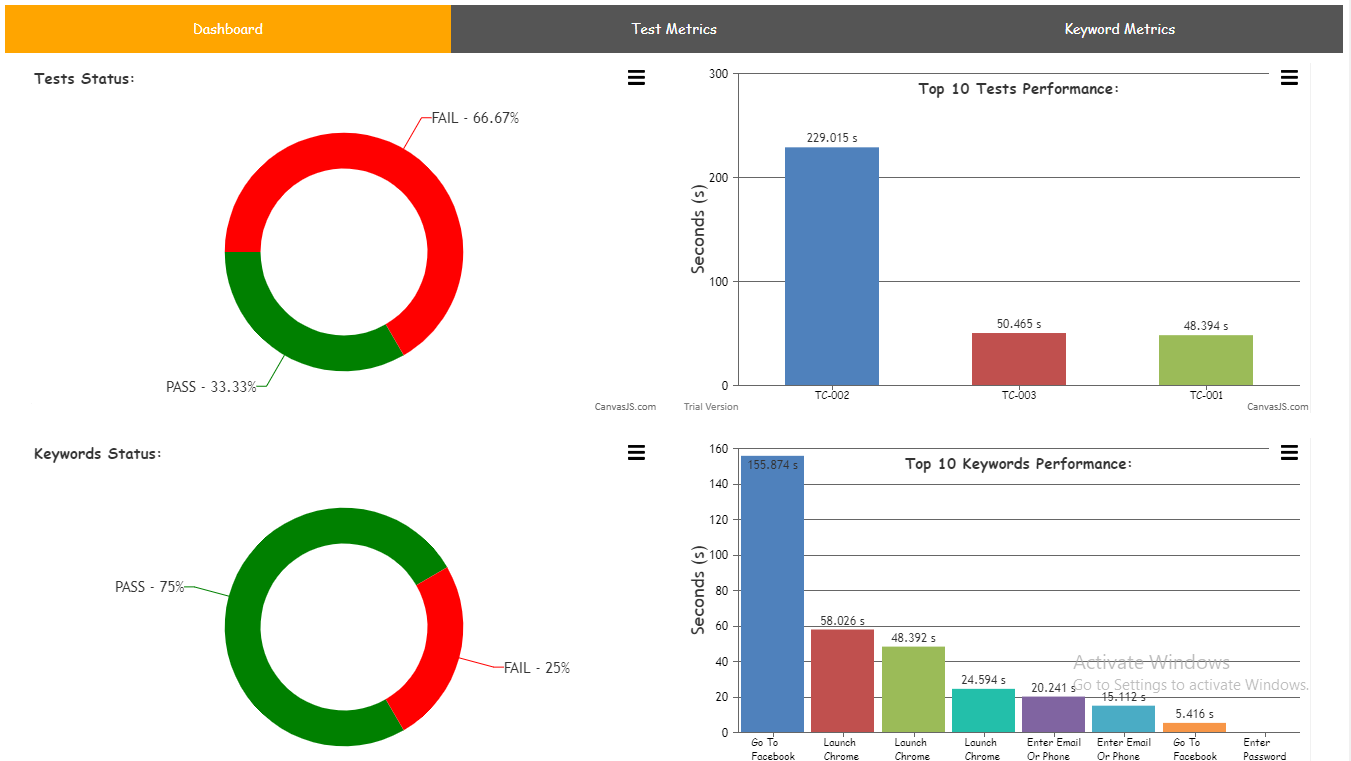 Dashboard
Test Metrics
Keyword Metrics
Tests Status:
FAIL - 66.67%
PASS - 33.33%
CanvasJS.com
Top 10 Tests Performance:
Seconds (s)
300
200
100
0
229.015 s
50.465 s
48.394 s
TC-002
TC-003
TC-001
Trial Version
CanvasJS.com
Keywords Status:
PASS - 75%
FAIL - 25%
Top 10 Keywords Performance:
Seconds (s)
160
140
120
100
80
60
40
20
0
155.874 s
58.026 s
48.392 s
24.594 s
20.241 s
15.112 s
5.416 s
Go To
Facebook
Launch
Chrome
Launch
Chrome
Launch
Chrome
Enter Email
Or Phone
Enter Email
Or Phone
Go To
Facebook
Enter
Password
Activate Windows
Go to Settings to activate Windows.